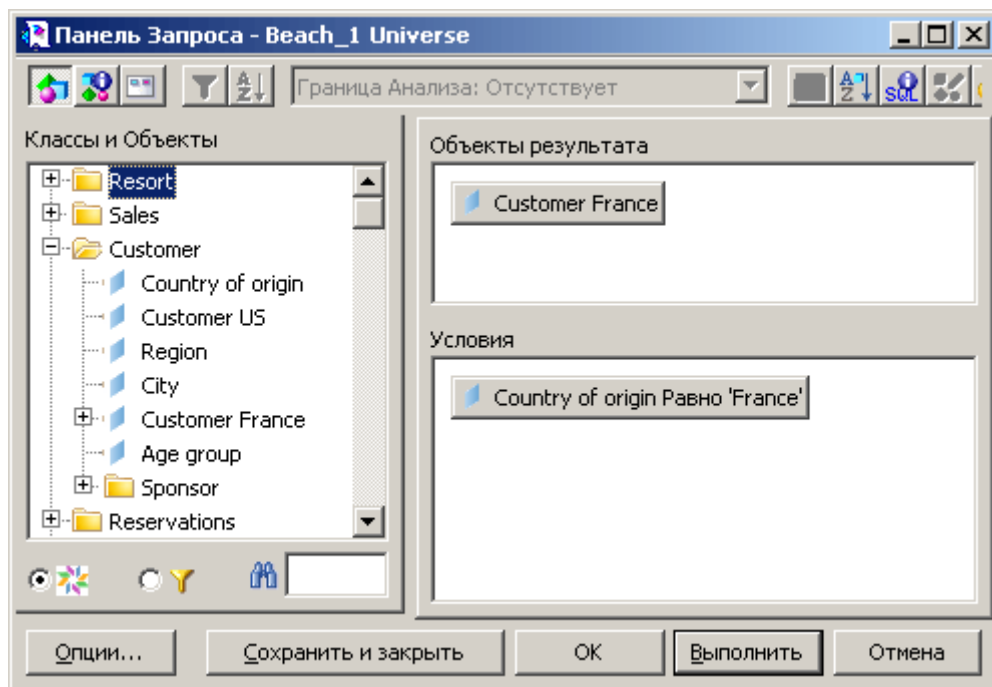 Панель Запроса - Beach_1 Universe
Граница Анализа: Отсутствует
A
Z
A
Z
SQL
Классы и Объекты
Resort
Sales
Customer
Country of origin
Customer US
Region
City
Customer France
Age group
Sponsor
Reservations
Объекты результата
Customer France
Условия
Country of origin Равно 'France'
Опции...
Сохранить и закрыть
OK
Выполнить
Отмена